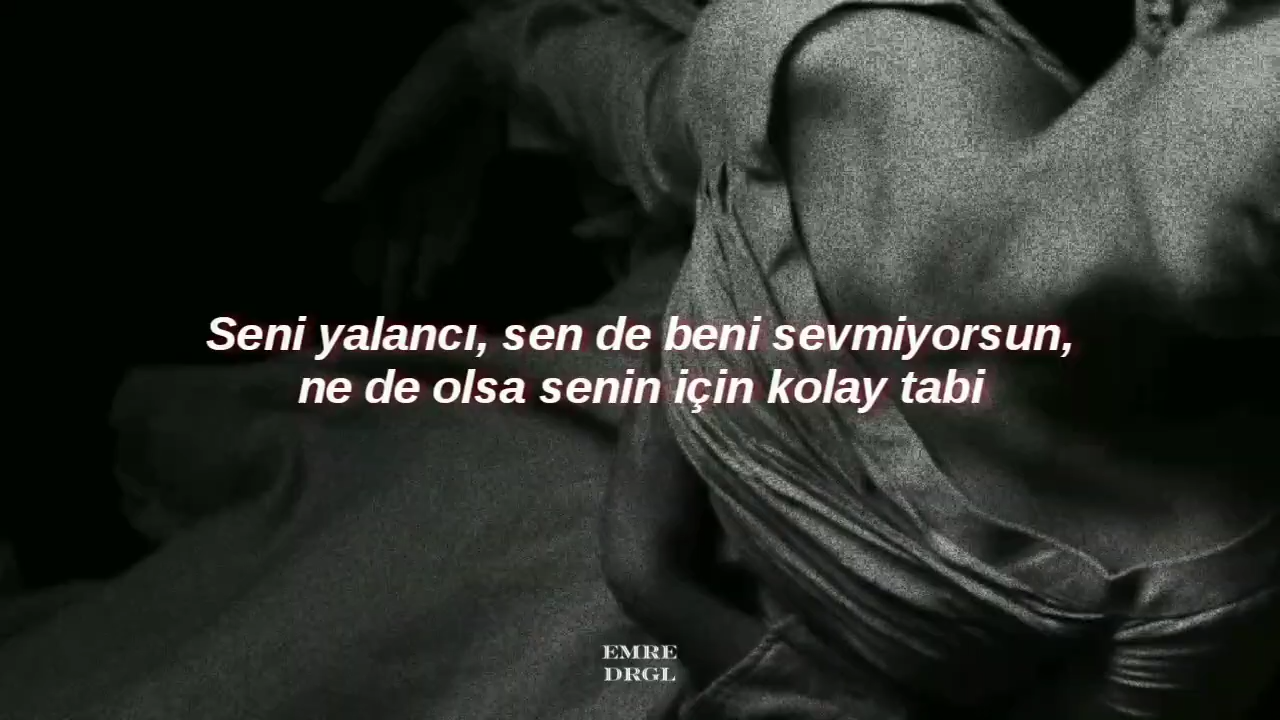 Seni yalancı, sen de beni sevmiyorsun,
ne de olsa senin için kolay tabi
EMRE
DRGL